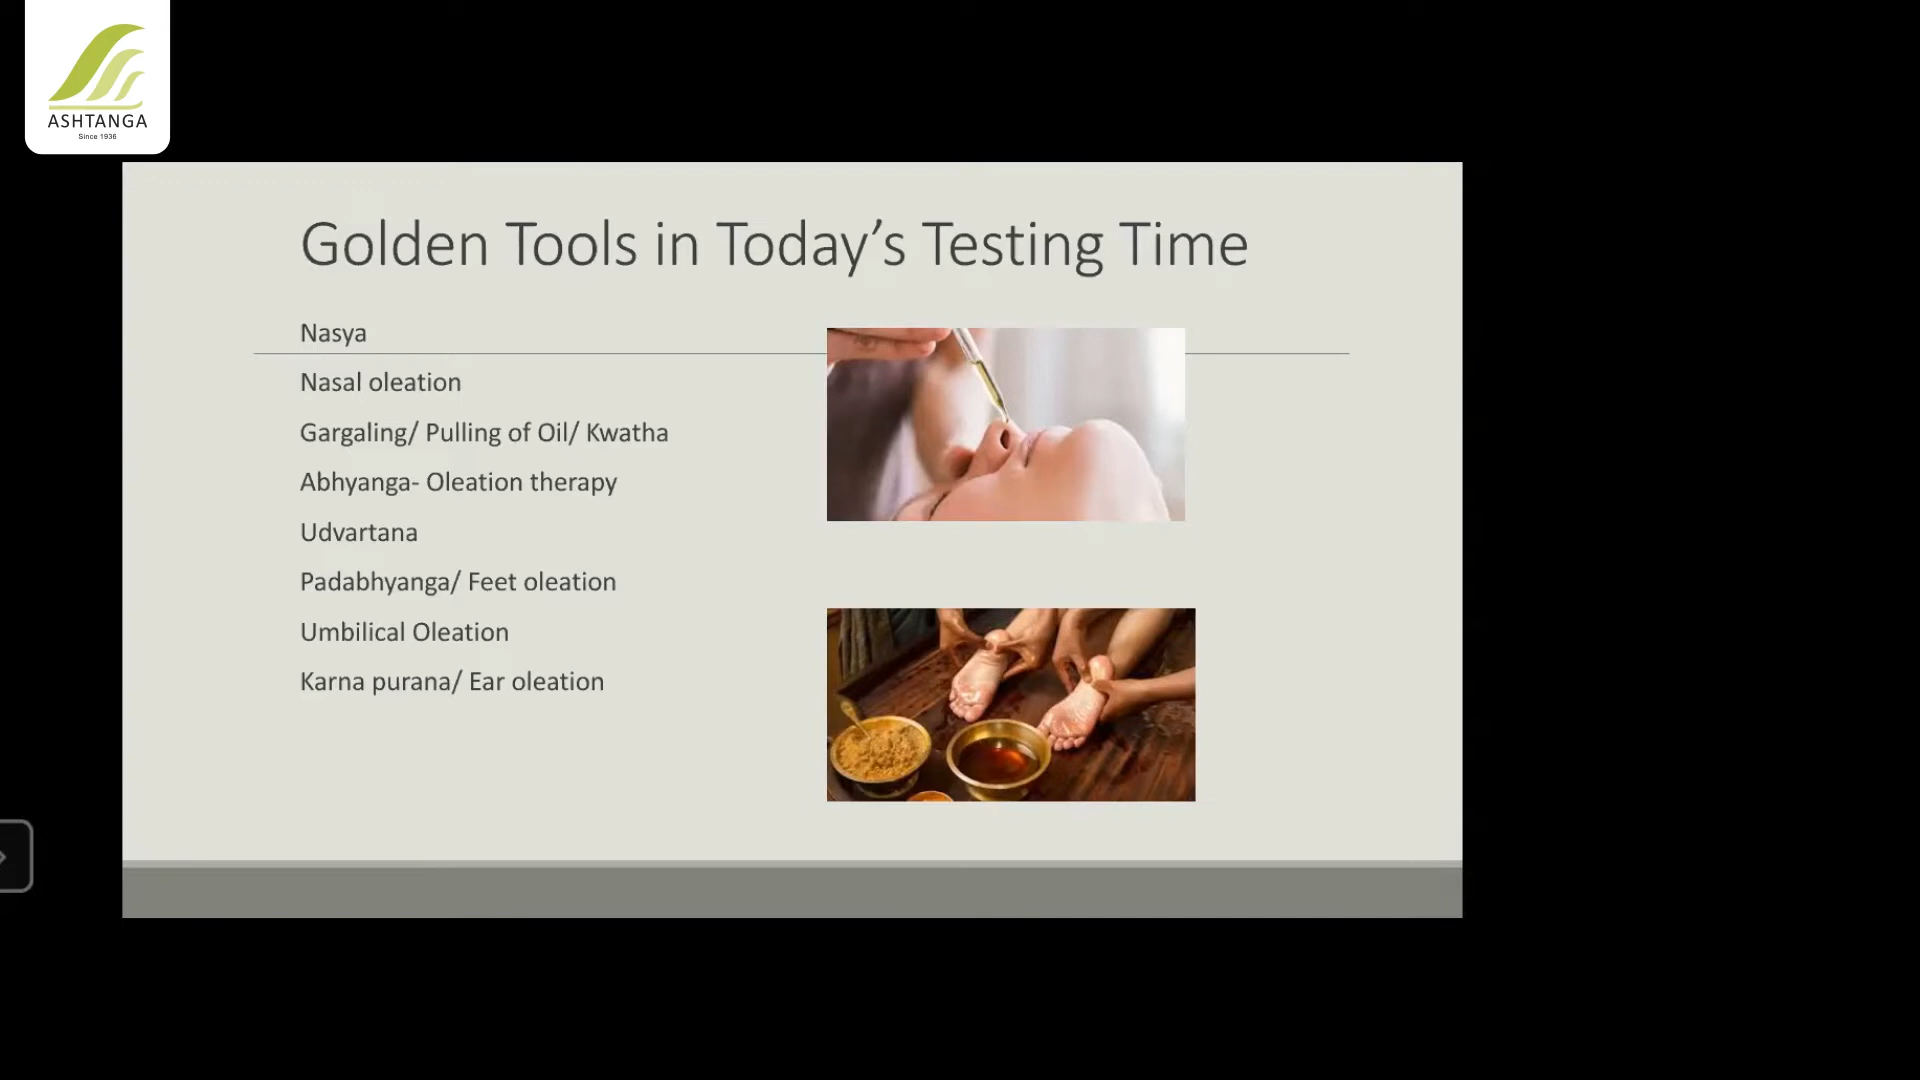 ASHTANGA
Since 1936
Golden Tools in Today’s Testing Time
Nasya
Nasal oleation
Gargaling/ Pulling of Oil/ Kwatha
Abhyanga- Oleation therapy
Udvartana
Padabhyanga/ Feet oleation
Umbilical Oleation
Karna purana/ Ear oleation